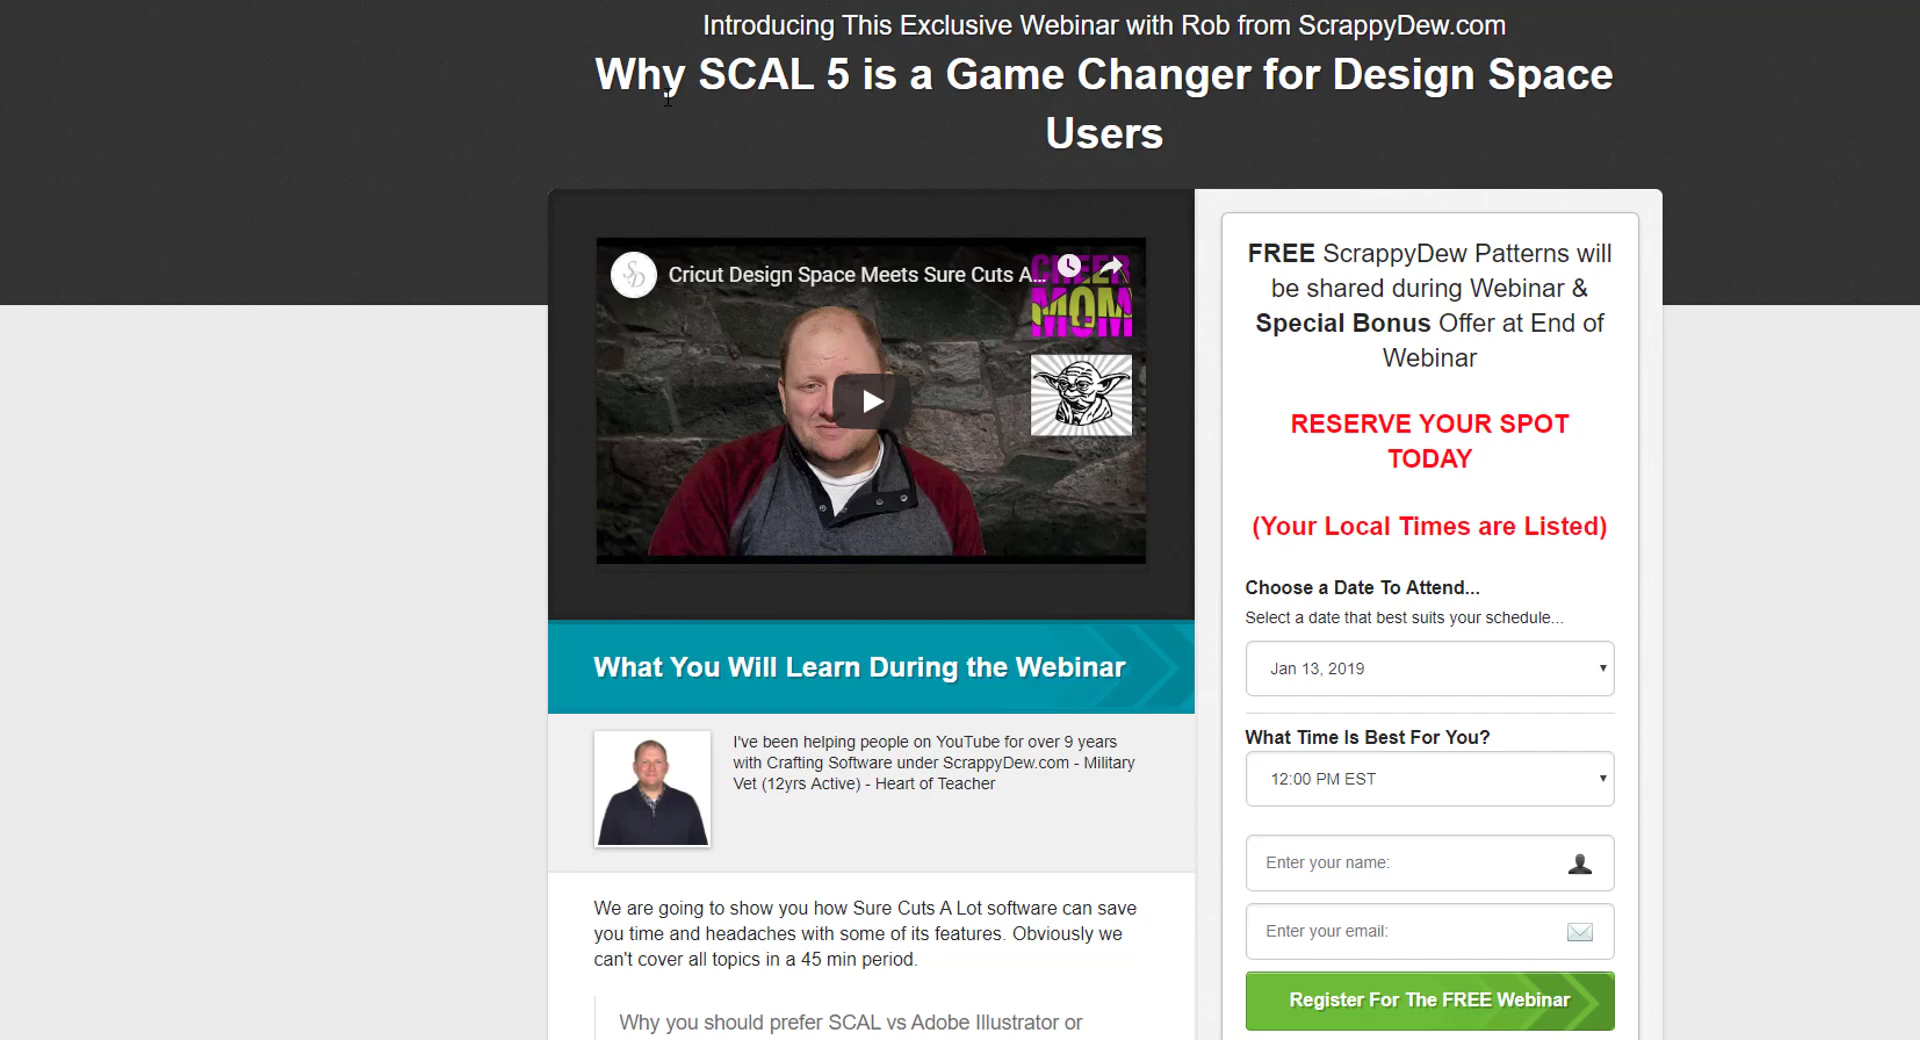 Introducing This Exclusive Webinar with Rob from ScrappyDew.com
Why SCAL 5 is a Game Changer for Design Space
Users
SD
Cricut Design Space Meets Sure Cuts A...
CHEER
MOM
What You Will Learn During the Webinar
I've been helping people on YouTube for over 9 years
with Crafting Software under ScrappyDew.com - Military
Vet (12yrs Active) - Heart of Teacher
We are going to show you how Sure Cuts A Lot software can save
you time and headaches with some of its features. Obviously we
can't cover all topics in a 45 min period.
Why you should prefer SCAL vs Adobe Illustrator or
FREE ScrappyDew Patterns will
be shared during Webinar &
Special Bonus Offer at End of
Webinar
RESERVE YOUR SPOT
TODAY
(Your Local Times are Listed)
Choose a Date To Attend...
Select a date that best suits your schedule...
Jan 13, 2019
What Time Is Best For You?
12:00 PM EST
Enter your name:
Enter your email:
Register For The FREE Webinar